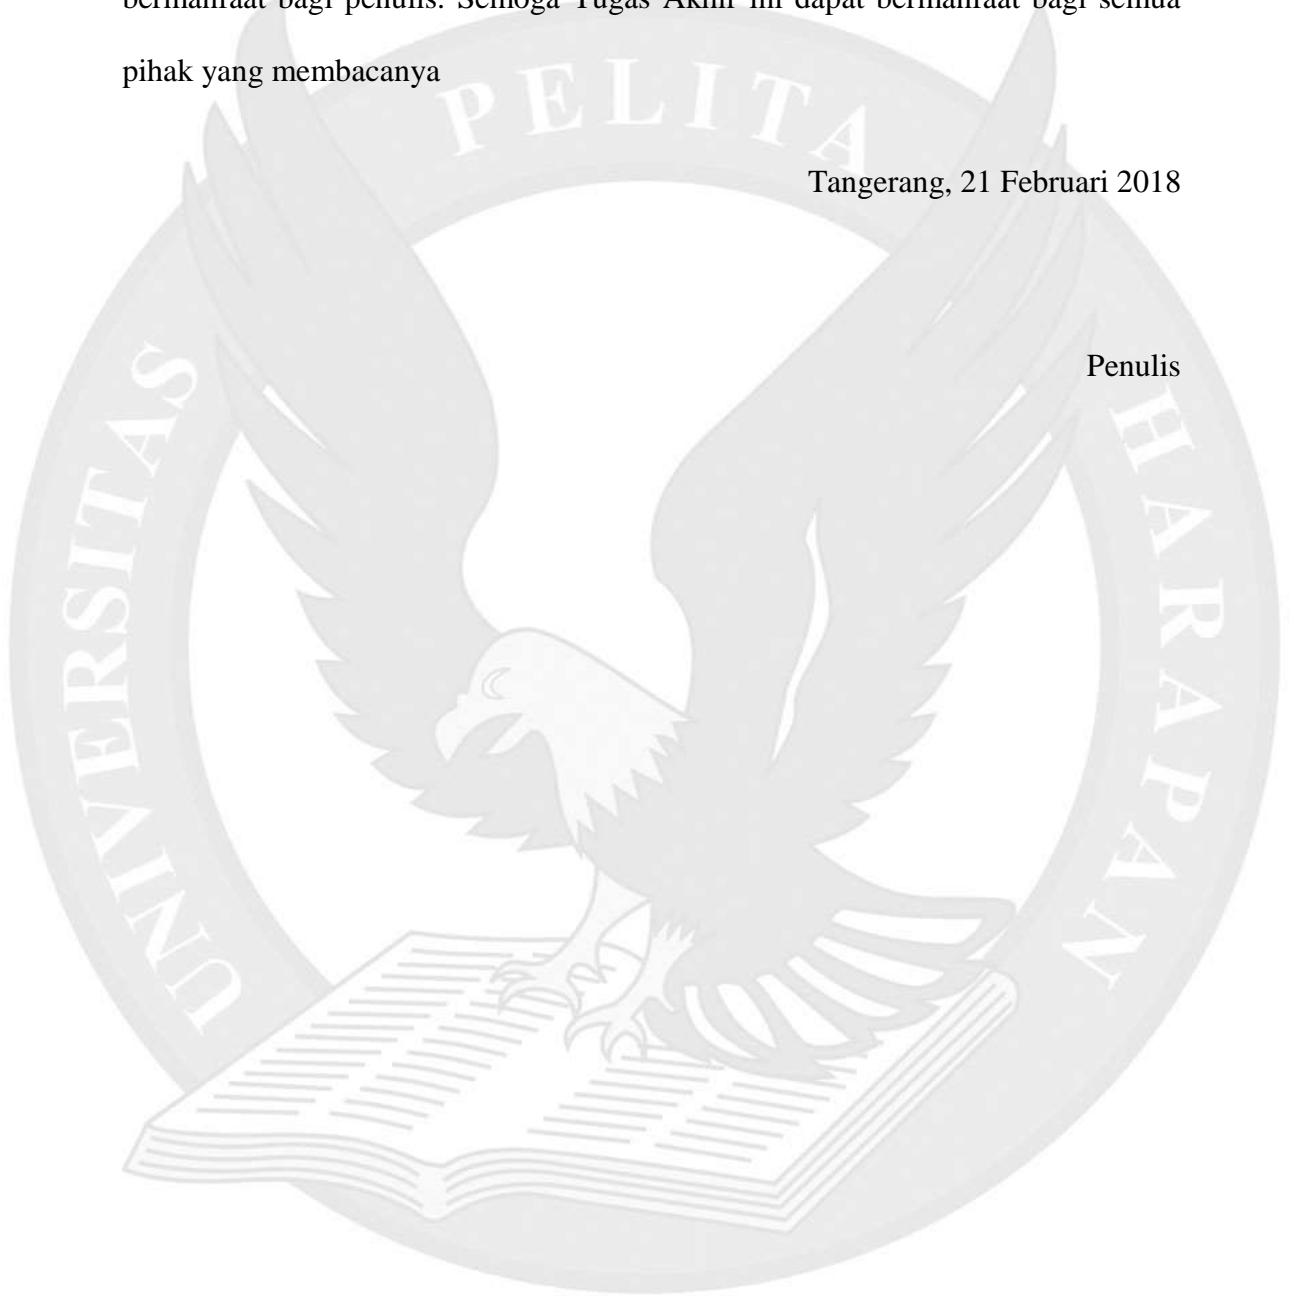 bermanfaat bagi penulis. Semoga Tugas Akhir ini dapat bermanfaat bagi semua
pihak yang membacanya
Tangerang, 21 Februari 2018
Penulis
UNIVERSITAS PELITA HARAPAN